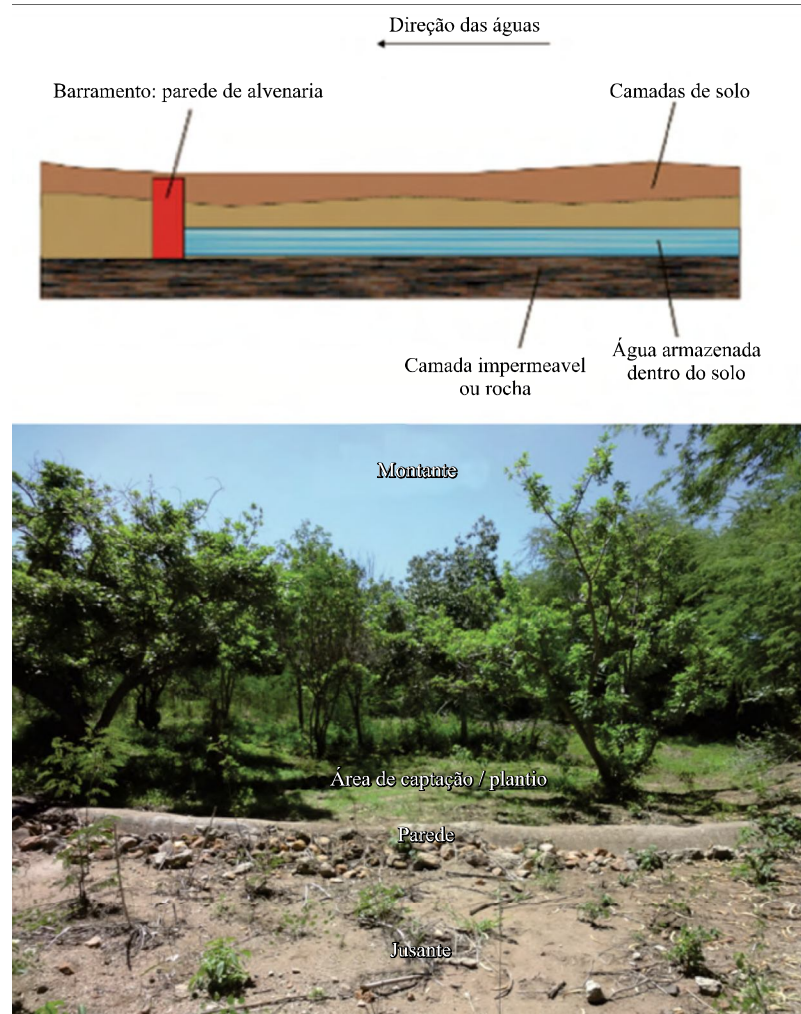 Direção das águas
Barramento: parede de alvenaria
Camadas de solo
Camada impermeavel
ou rocha
Água armazenada
dentro do solo
Montante
Área de captação / plantio
Parede
Jusante